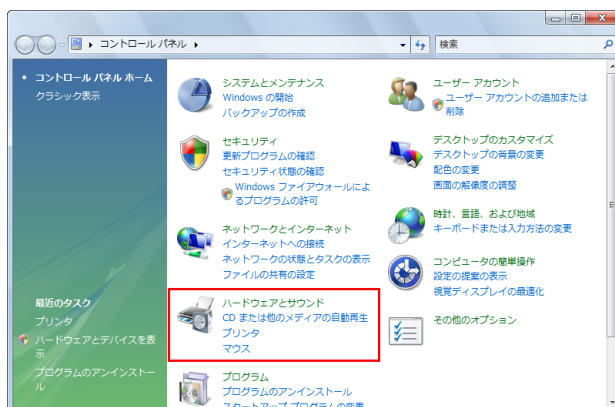 コントロール パネル
検索
コントロール パネル ホーム
クラシック表示
最近のタスク
プリンタ
ハードウェアとデバイスを表
示
プログラムのアンインストー
ル
システムとメンテナンス
Windows の開始
バックアップの作成
セキュリティ
更新プログラムの確認
セキュリティ状態の確認
Windows ファイアウォールによ
るプログラムの許可
ネットワークとインターネット
インターネットへの接続
ネットワークの状態とタスクの表示
ファイルの共有の設定
ハードウェアとサウンド
CD または他のメディアの自動再生
プリンタ
マウス
プログラム
プログラムのアンインストール
スタートアップ プログラムの変更
ユーザー アカウント
ユーザー アカウントの追加または
削除
デスクトップのカスタマイズ
デスクトップの背景の変更
配色の変更
画面の解像度の調整
時計、言語、および地域
キーボードまたは入力方法の変更
コンピュータの簡単操作
設定の提案の表示
視覚ディスプレイの最適化
その他のオプション